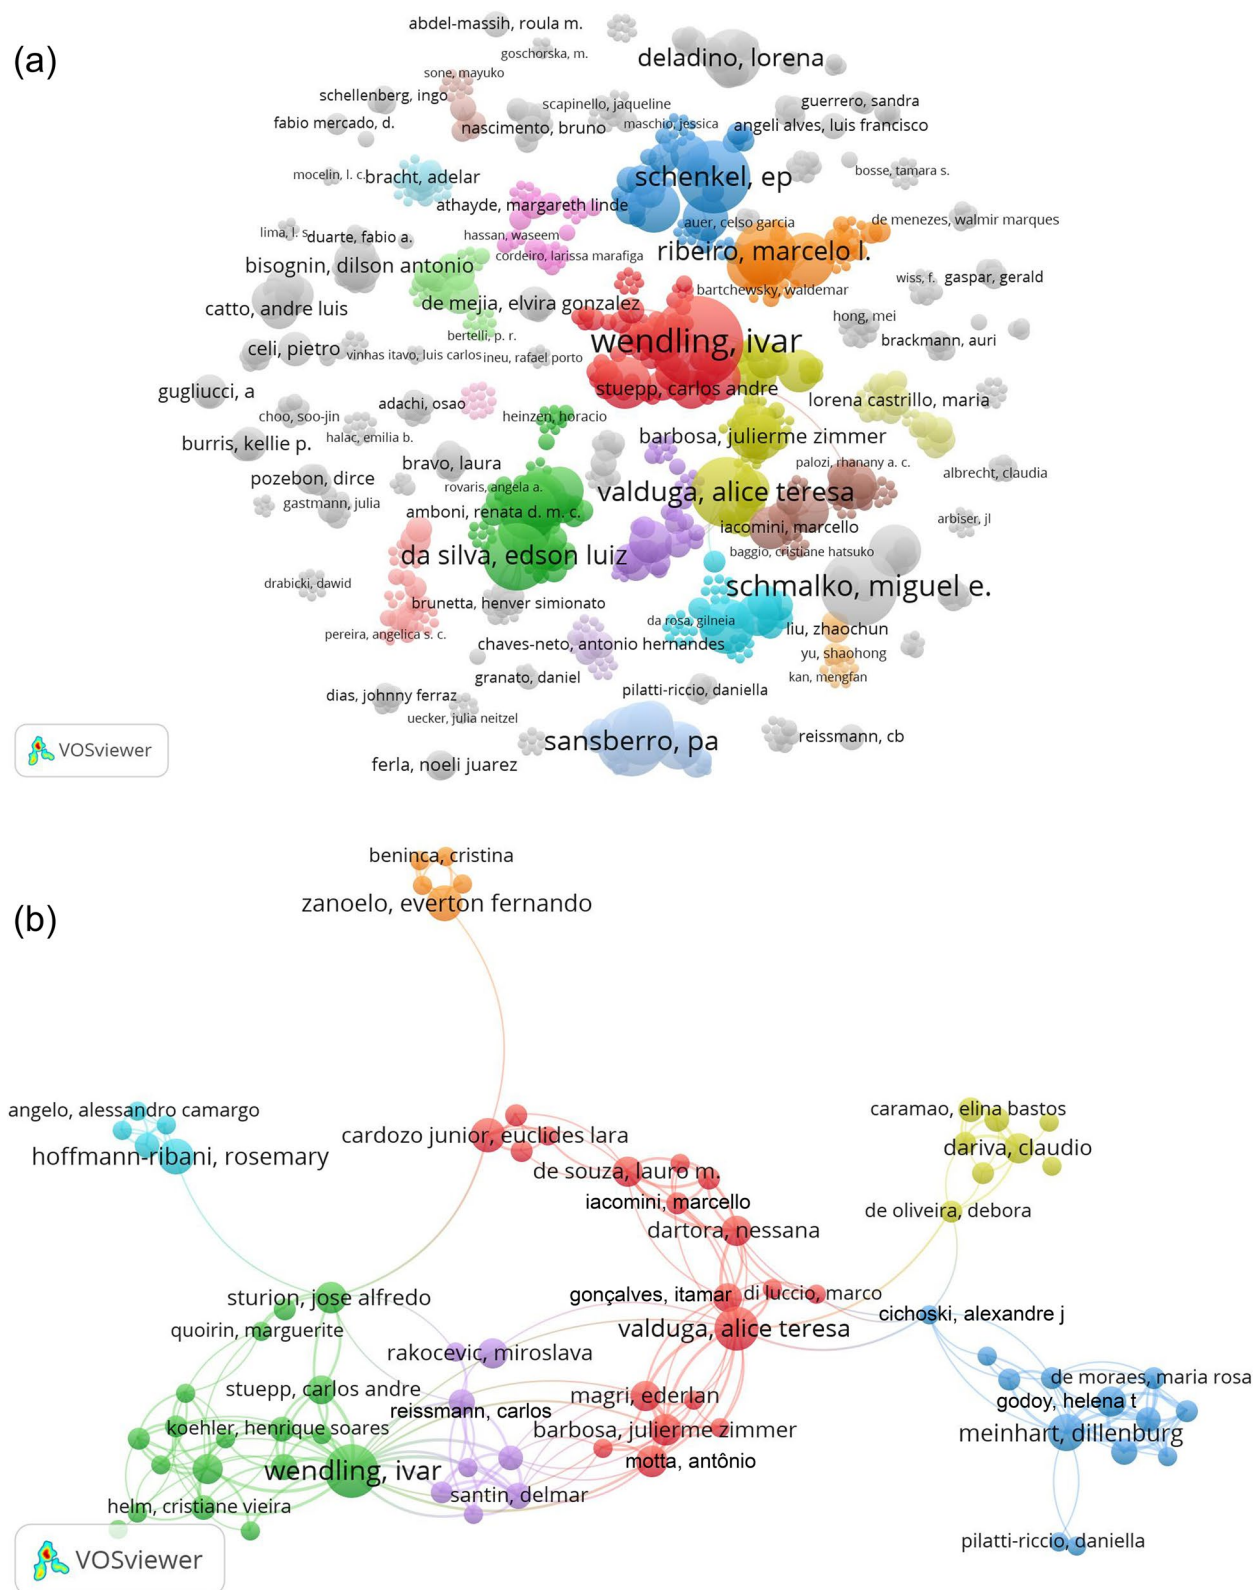 (a)
abdel-massih, roula m.
goschorska, m.
deladino, lorena
sone, mayuko
schellenberg, ingo
scapinello, jaqueline
guerrero, sandra
fabio mercado, d.
nascimento, bruno
maschio, jessica
angeli alves, luis francisco
mocelin, l. c.
bracht, adelar
schenkel, ep
bosse, tamara s.
athayde, margareth linde
auer, celso garcia
de menezes, walmir marques
lima, l. s.
duarte, fabio a.
hassan, waseem
cordeiro, larissa marafiga
ribeiro, marcelo l.
bisognin, dilson antonio
wiss, f.
gaspar, gerald
bartchewsky, waldemar
catto, andre luis
de mejia, elvira gonzalez
hong, mei
bertelli, p. r.
wendling, ivar
brackmann, auri
celi, pietro
vinhas itavo, luis carlos
ineu, rafael porto
gugliucci, a
stuepp, carlos andre
lorena castrillo, maria
adachi, osao
choo, soo-jin
heinzen, horacio
halac, emilia b.
burris, kellie p.
barbosa, julierme zimmer
bravo, laura
palozi, rhanany a. c.
albrecht, claudia
pozebon, dirce
rovaris, angela a.
valduga, alice teresa
gastmann, julia
amboni, renata d. m. c.
arbiser, jl
iacomini, marcello
da silva, edson luiz
baggio, cristiane hatsuko
drabicki, dawid
schmalko, miguel e.
brunetta, henver simionato
da rosa, gilneia
liu, zhaochun
pereira, angelica s. c.
chaves-neto, antonio hernandes
yu, shaohong
granato, daniel
kan, mengfan
dias, johnny ferraz
pilatti-riccio, daniella
uecker, julia neitzel
sansberro, pa
reissmann, cb
VOSviewer
ferla, noeli juarez
(b)
beninca, cristina
zanoelo, everton fernando
angelo, alessandro camargo
hoffmann-ribani, rosemary
cardozo junior, euclides lara
caramao, elina bastos
dariva, claudio
de souza, lauro m.
iacomini, marcello
de oliveira, debora
dartora, nessana
sturion, jose alfredo
gonçalves, itamar
di luccio, marco
cichoski, alexandre j
quoirin, marguerite
valduga, alice teresa
rakocevic, miroslava
stuepp, carlos andre
magri, ederlan
de moraes, maria rosa
reissmann, carlos
godoy, helena t
koehler, henrique soares
barbosa, julierme zimmer
meinhart, dillenburg
motta, antônio
wendling, ivar
santin, delmar
helm, cristiane vieira
pilatti-riccio, daniella
VOSviewer